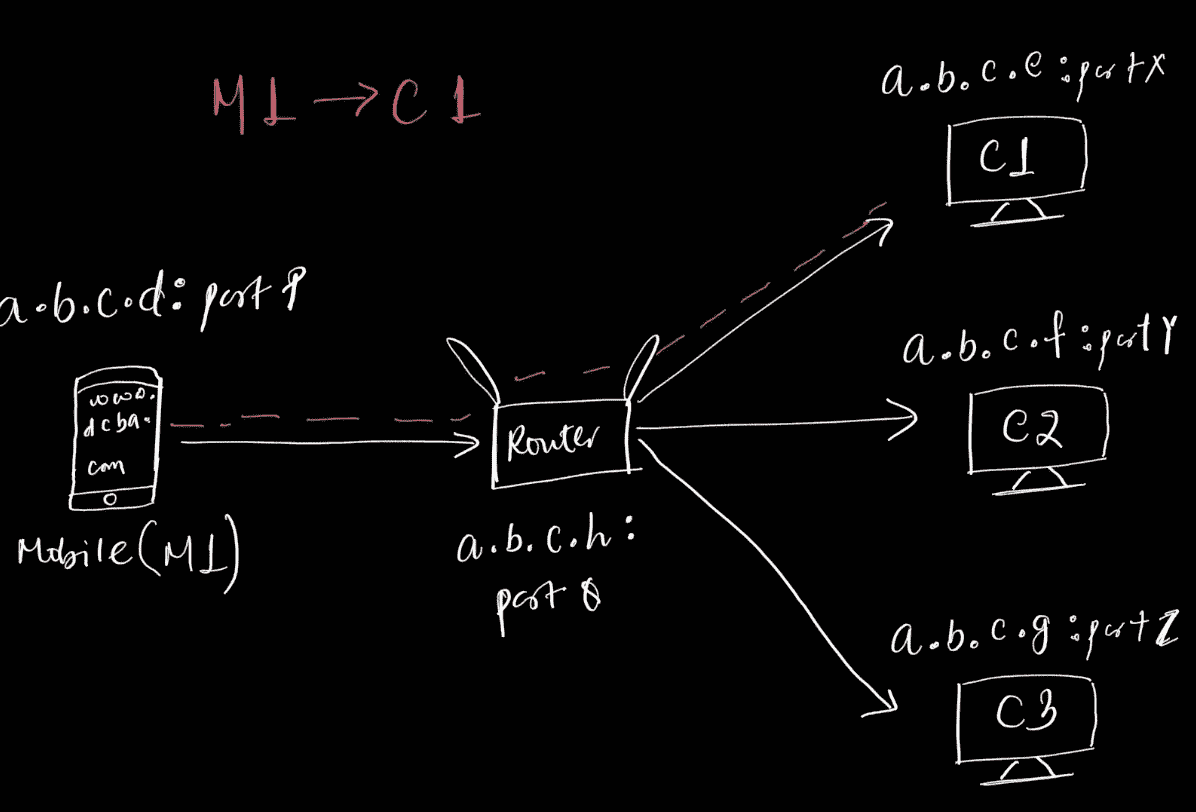 M1 → C1
a.b.c.e:port X
C1
a.b.c.d: port P
www.
dcba.
com
Mobile (M1)
Router
a.b.c.h:
port Q
a.b.c.f:port Y
C2
a.b.c.g:port Z
C3